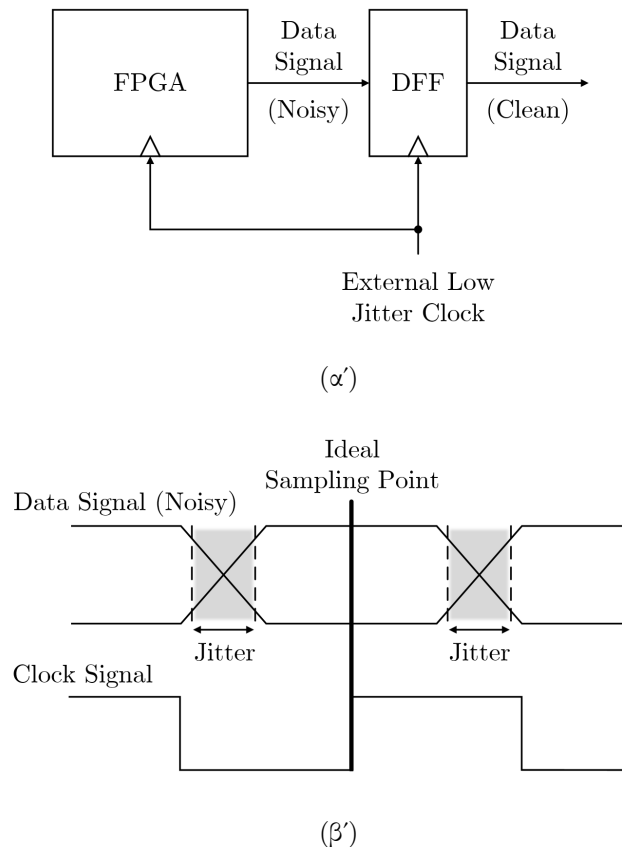 Data
Signal
(Noisy)
Data
Signal
(Clean)
FPGA
DFF
External Low
Jitter Clock
(α′)
Ideal
Sampling Point
Data Signal (Noisy)
Jitter
Jitter
Clock Signal
(β′)